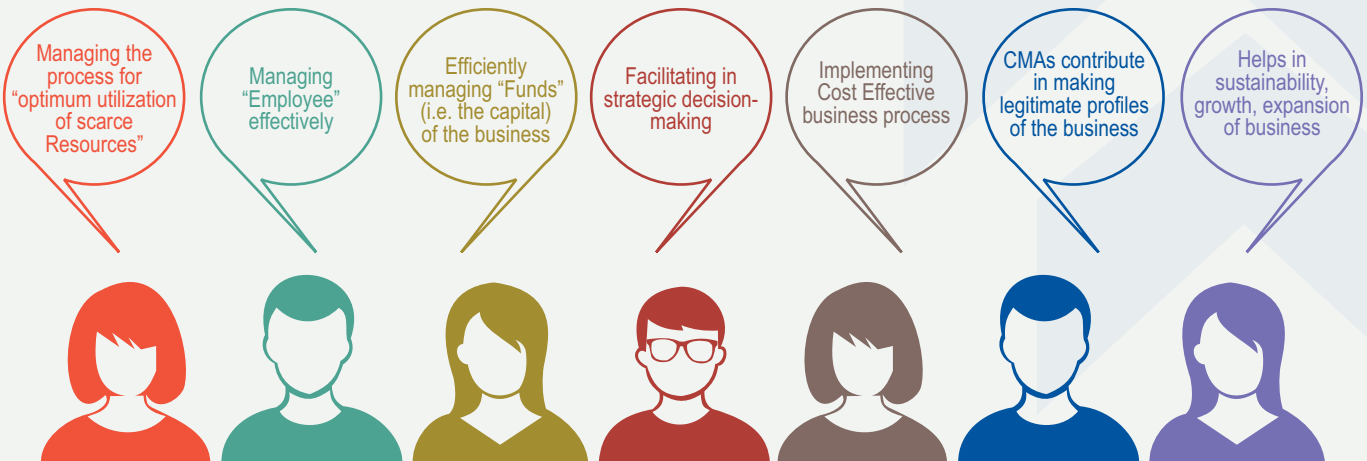 Managing the
process for
“optimum utilization
of scarce
Resources”
Managing
“Employee”
effectively
Efficiently
managing “Funds”
(i.e. the capital)
of the business
Facilitating in
strategic decision-
making
Implementing
Cost Effective
business process
CMAs contribute
in making
legitimate profiles
of the business
Helps in
sustainability,
growth, expansion
of business